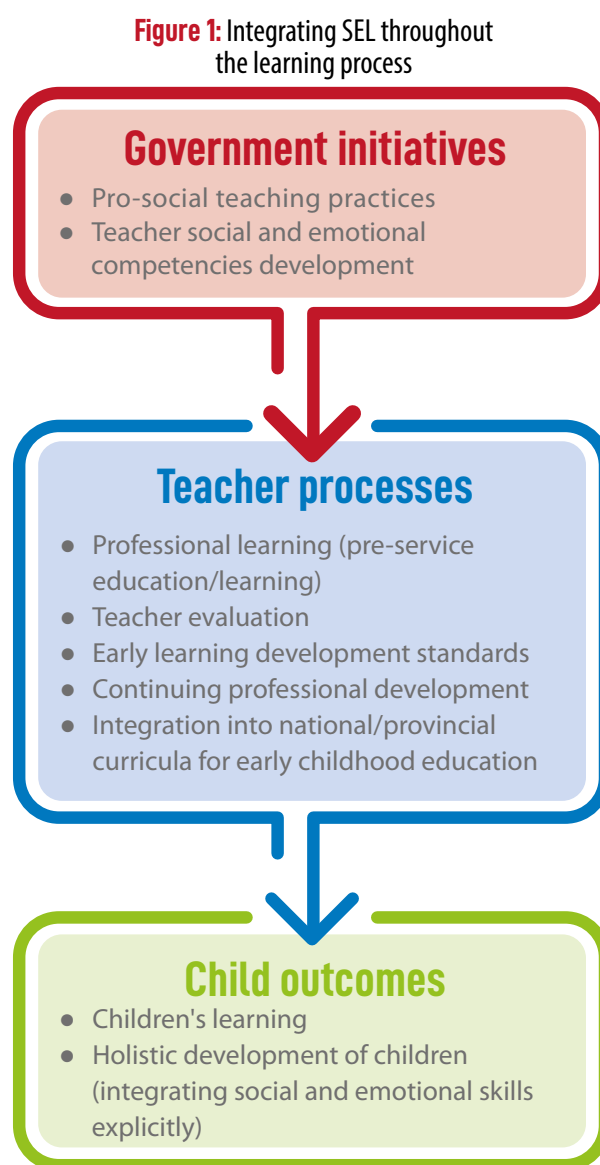 Figure 1: Integrating SEL throughout
the learning process
Government initiatives
● Pro-social teaching practices
● Teacher social and emotional
competencies development
Teacher processes
● Professional learning (pre-service
education/learning)
● Teacher evaluation
● Early learning development standards
● Continuing professional development
● Integration into national/provincial
curricula for early childhood education
Child outcomes
● Children's learning
● Holistic development of children
(integrating social and emotional skills
explicitly)